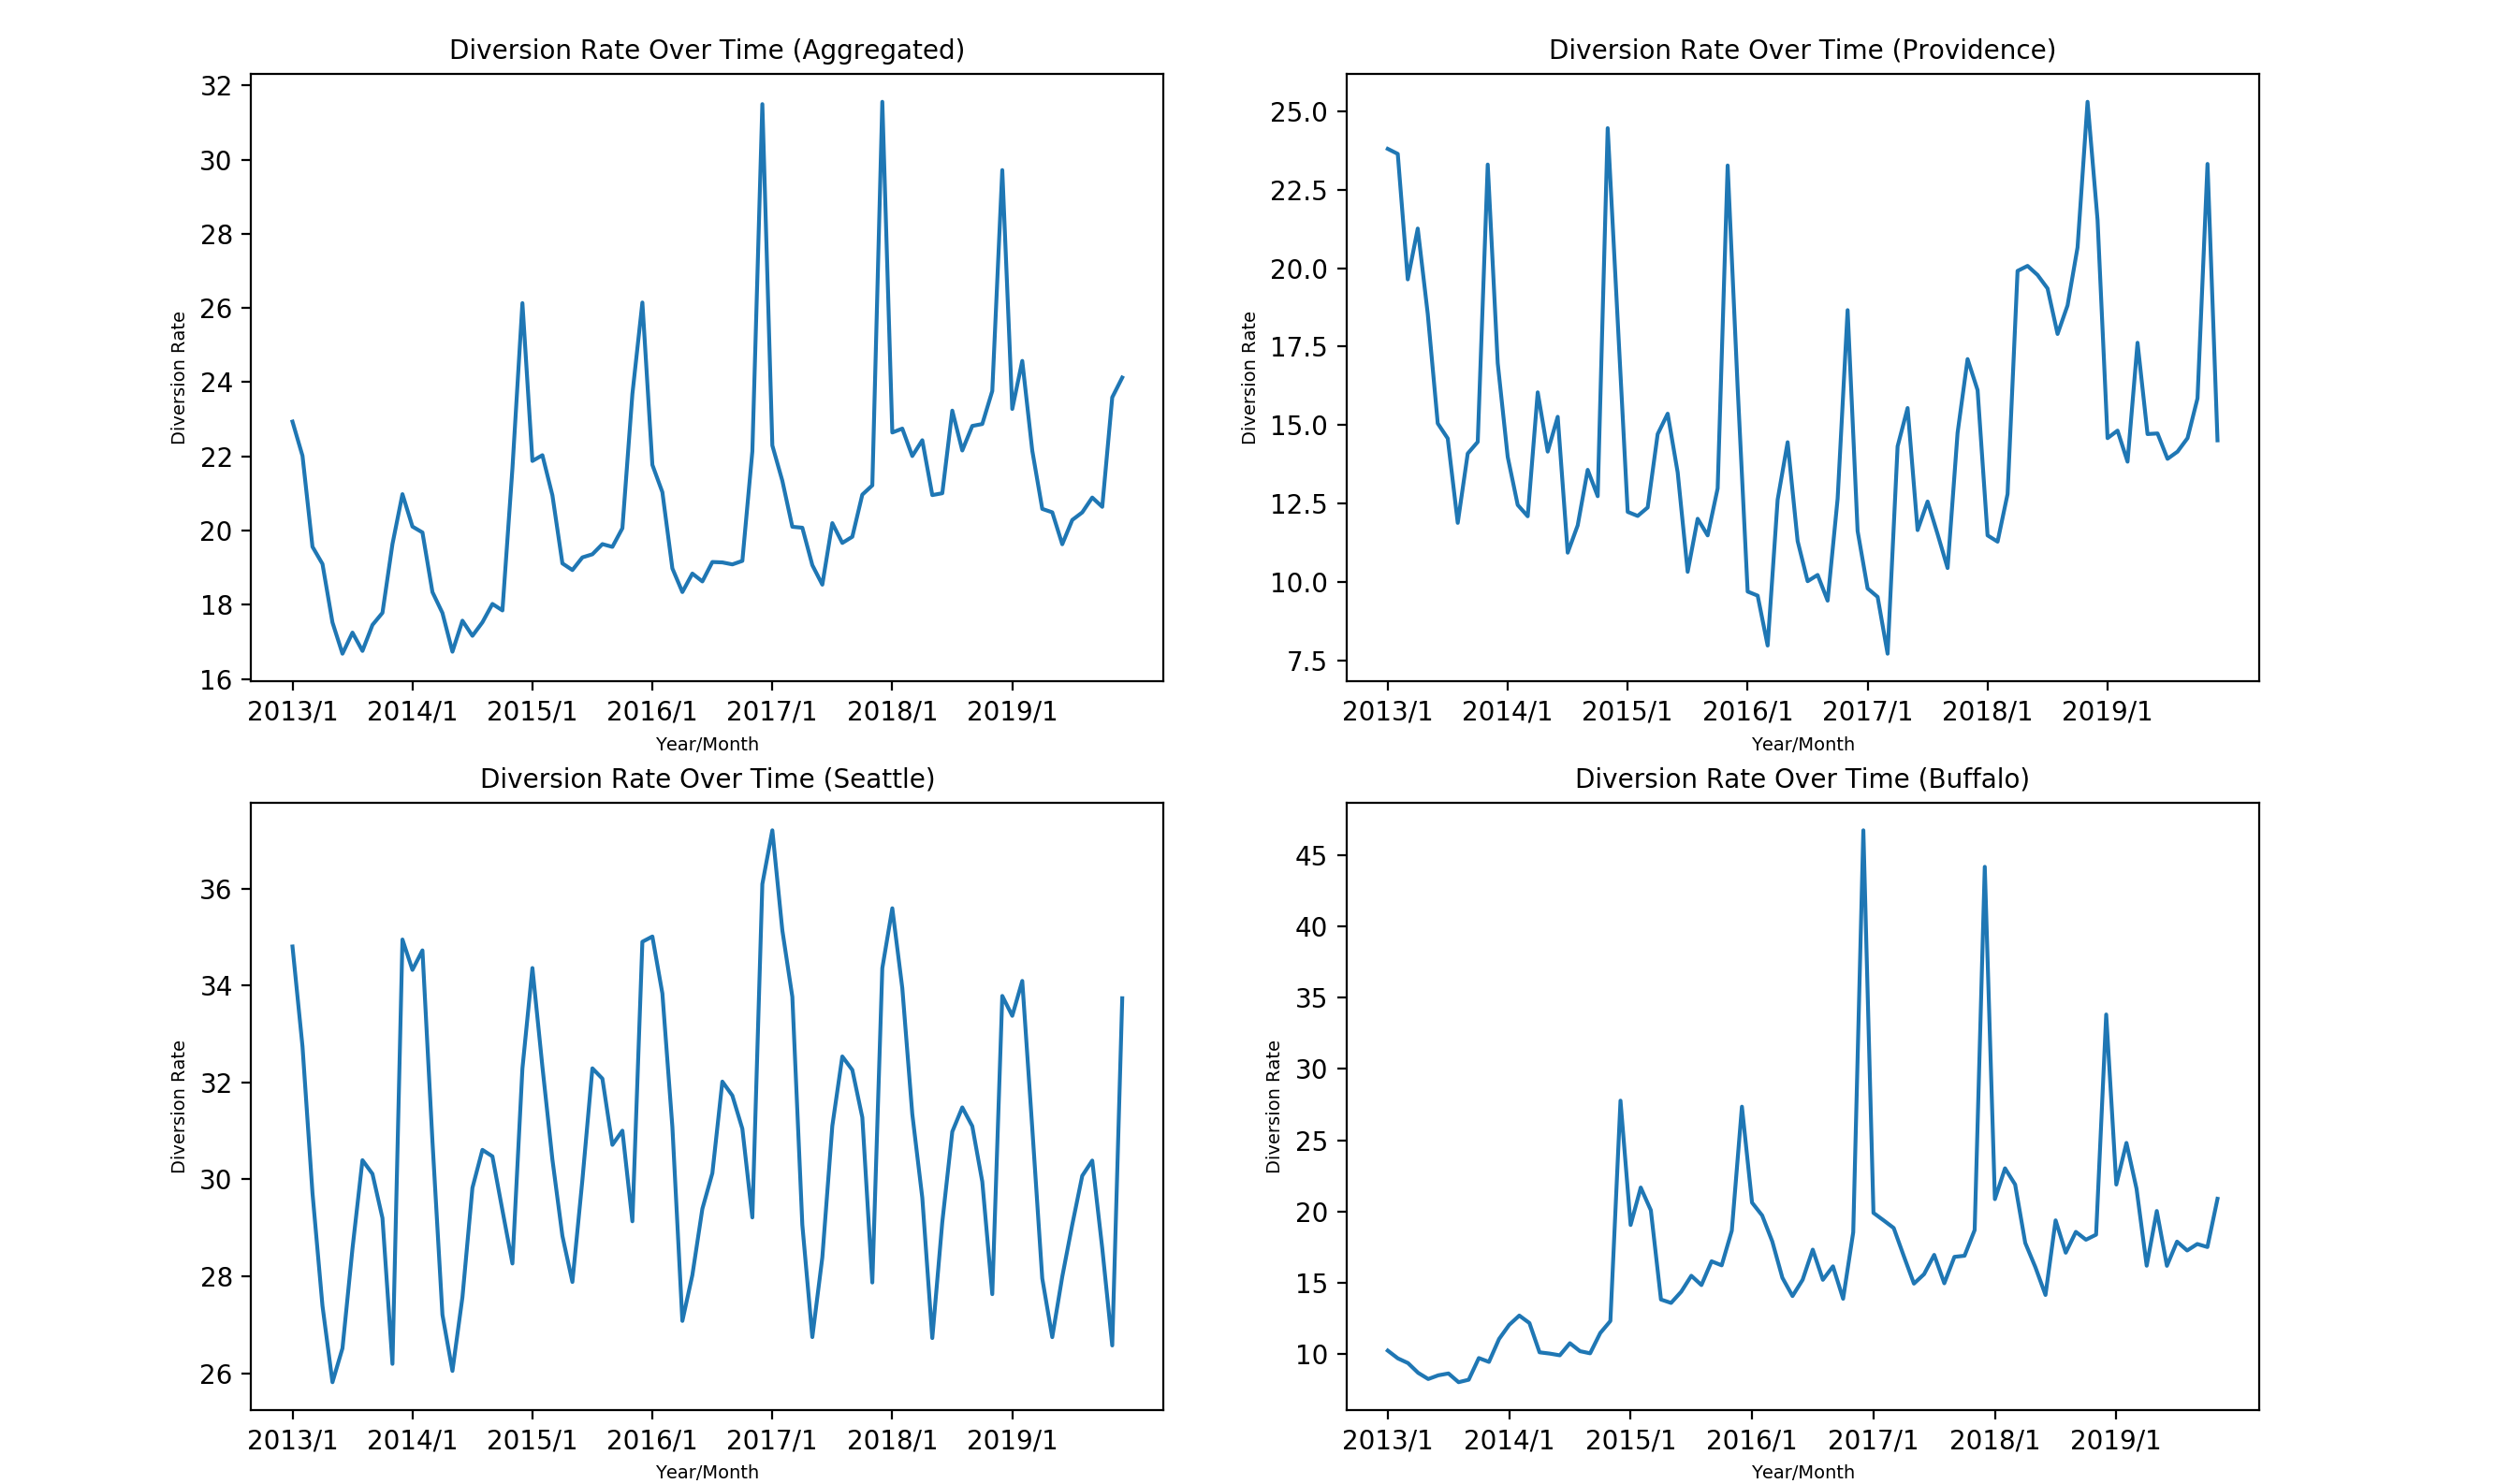 Diversion Rate Over Time (Aggregated)
32
30
28
26
24
22
20
18
16
Diversion Rate
2013/1 2014/1 2015/1 2016/1 2017/1 2018/1 2019/1
Year/Month
Diversion Rate Over Time (Providence)
25.0
22.5
20.0
17.5
15.0
12.5
10.0
7.5
Diversion Rate
2013/1 2014/1 2015/1 2016/1 2017/1 2018/1 2019/1
Year/Month
Diversion Rate Over Time (Seattle)
36
34
32
30
28
26
Diversion Rate
2013/1 2014/1 2015/1 2016/1 2017/1 2018/1 2019/1
Year/Month
Diversion Rate Over Time (Buffalo)
45
40
35
30
25
20
15
10
Diversion Rate
2013/1 2014/1 2015/1 2016/1 2017/1 2018/1 2019/1
Year/Month